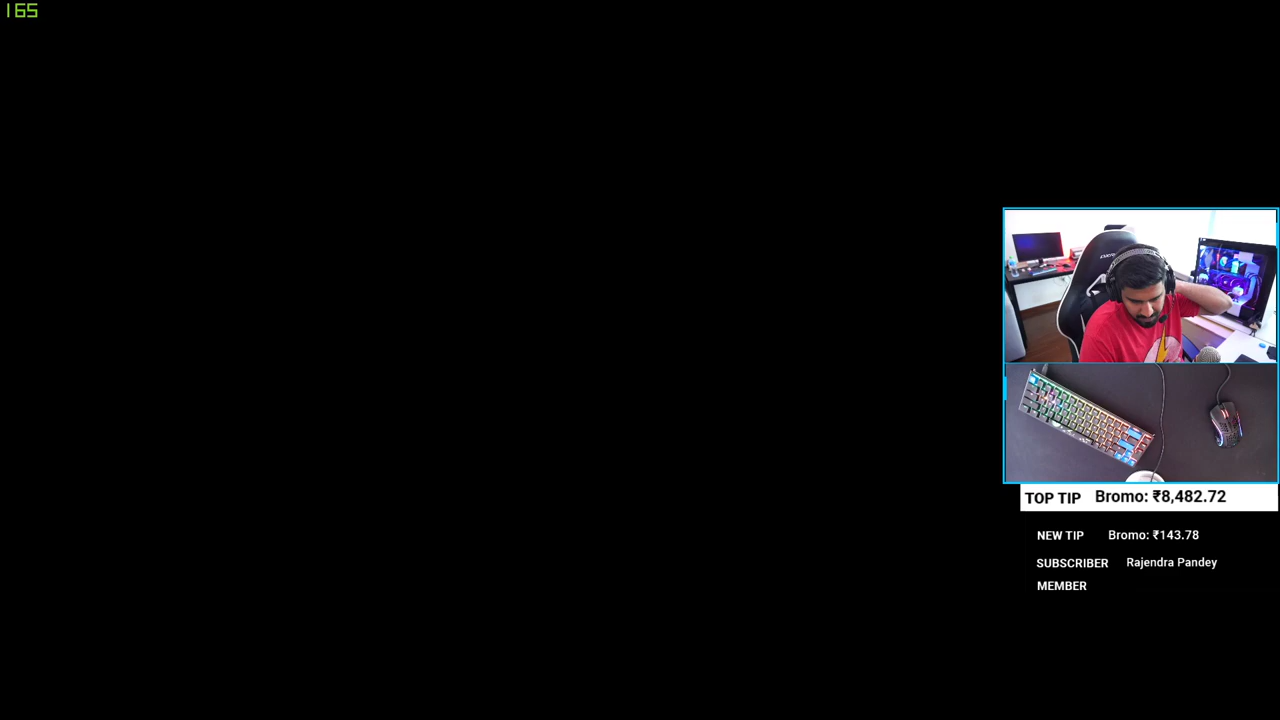 165
TOP TIP Bromo: ₹8,482.72
NEW TIP Bromo: ₹143.78
SUBSCRIBER Rajendra Pandey
MEMBER